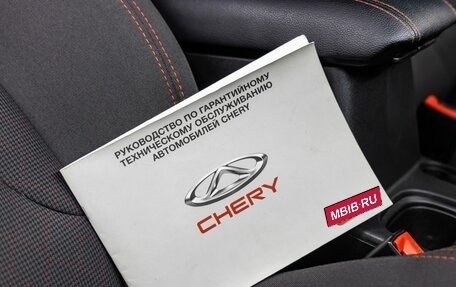 РУКОВОДСТВО ПО ГАРАНТИЙНОМУ
ТЕХНИЧЕСКОМУ ОБСЛУЖИВАНИЮ
АВТОМОБИЛЕЙ CHERY
CHERY
MBIB.RU